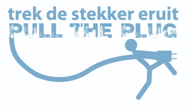 trek de stekker eruit
PULL THE PLUG